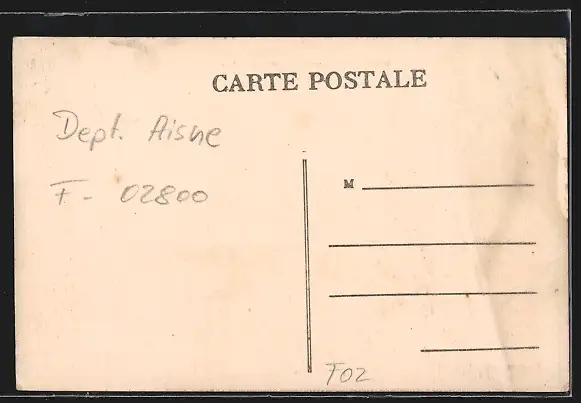 CARTE POSTALE
Dept. Aisne
F - 02800
M
F02